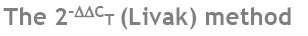 The 2-ΔΔCT (Livak) method